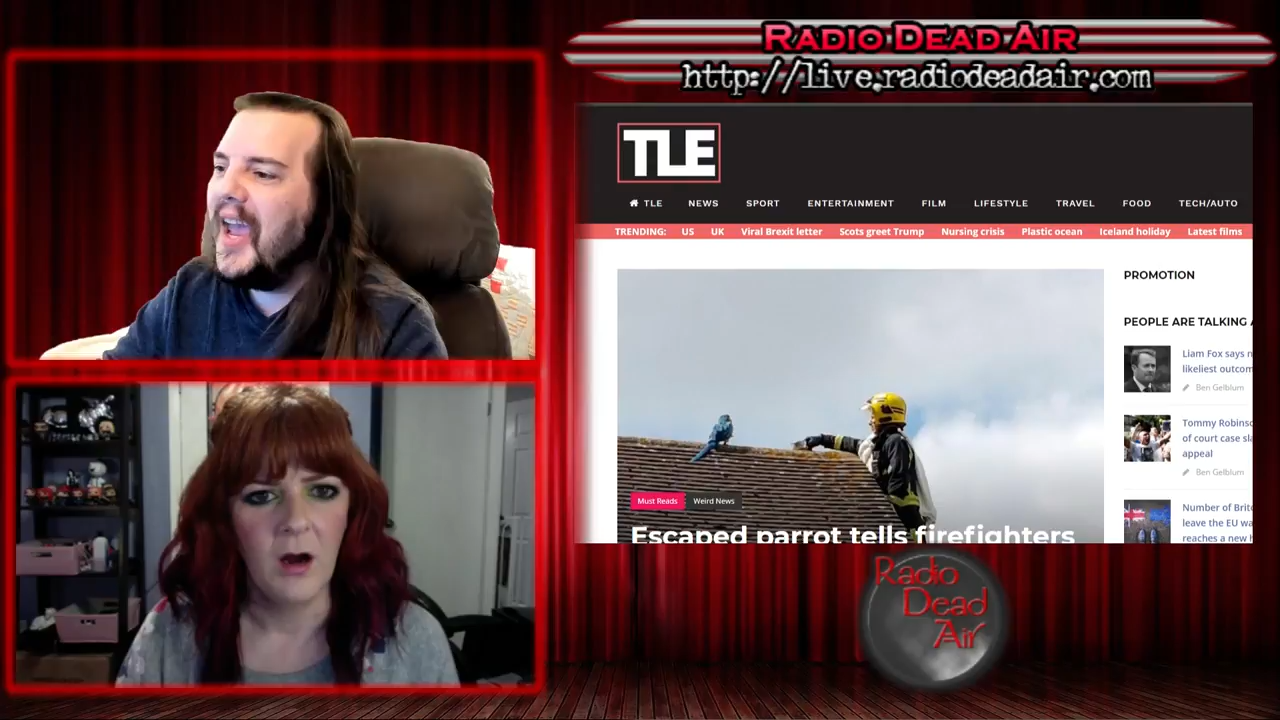 Radio Dead Air
http://live.radiodeadair.com
TLE
TLE NEWS SPORT ENTERTAINMENT FILM LIFESTYLE TRAVEL FOOD TECH/AUTO
TRENDING: US UK Viral Brexit letter Scots greet Trump Nursing crisis Plastic ocean Iceland holiday Latest films
PROMOTION
PEOPLE ARE TALKING
Liam Fox says
likeliest outcom
Ben Gelblum
Tommy Robins
of court case sl
appeal
Ben Gelblum
Number of Brit
leave the EU wa
reaches a new
Must Reads Weird News
Escaped parrot tells firefighters
Radio
Dead
Air